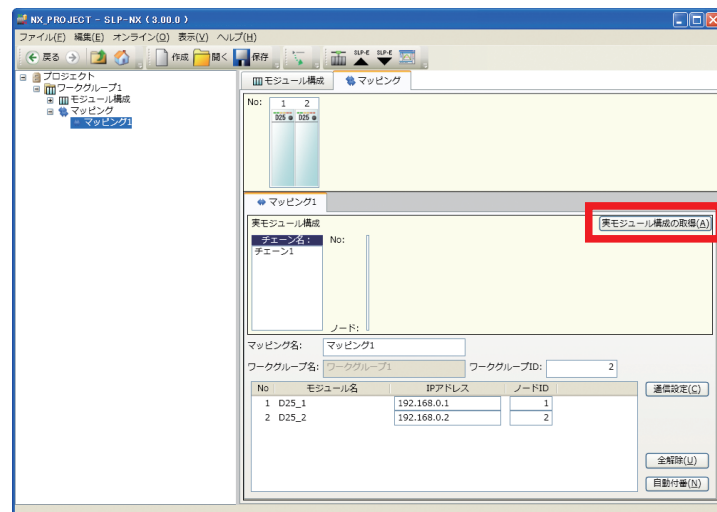 NX_PROJECT - SLP-NX ( 3.00.0 )
ファイル(F) 編集(E) オンライン(O) 表示(V) ヘルプ(H)
戻る 作成 開く 保存 SLP-E SLP-E
プロジェクト
ワークグループ1
モジュール構成
マッピング
マッピング1
モジュール構成 マッピング
No: 1 2
D25 D25
マッピング1
実モジュール構成 実モジュール構成の取得(A)
チェーン名: No:
チェーン1
ノード:
マッピング名: マッピング1
ワークグループ名: ワークグループ1 ワークグループID: 2
No モジュール名 IPアドレス ノードID 通信設定(C)
1 D25_1 192.168.0.1 1
2 D25_2 192.168.0.2 2
全解除(U)
自動付番(N)